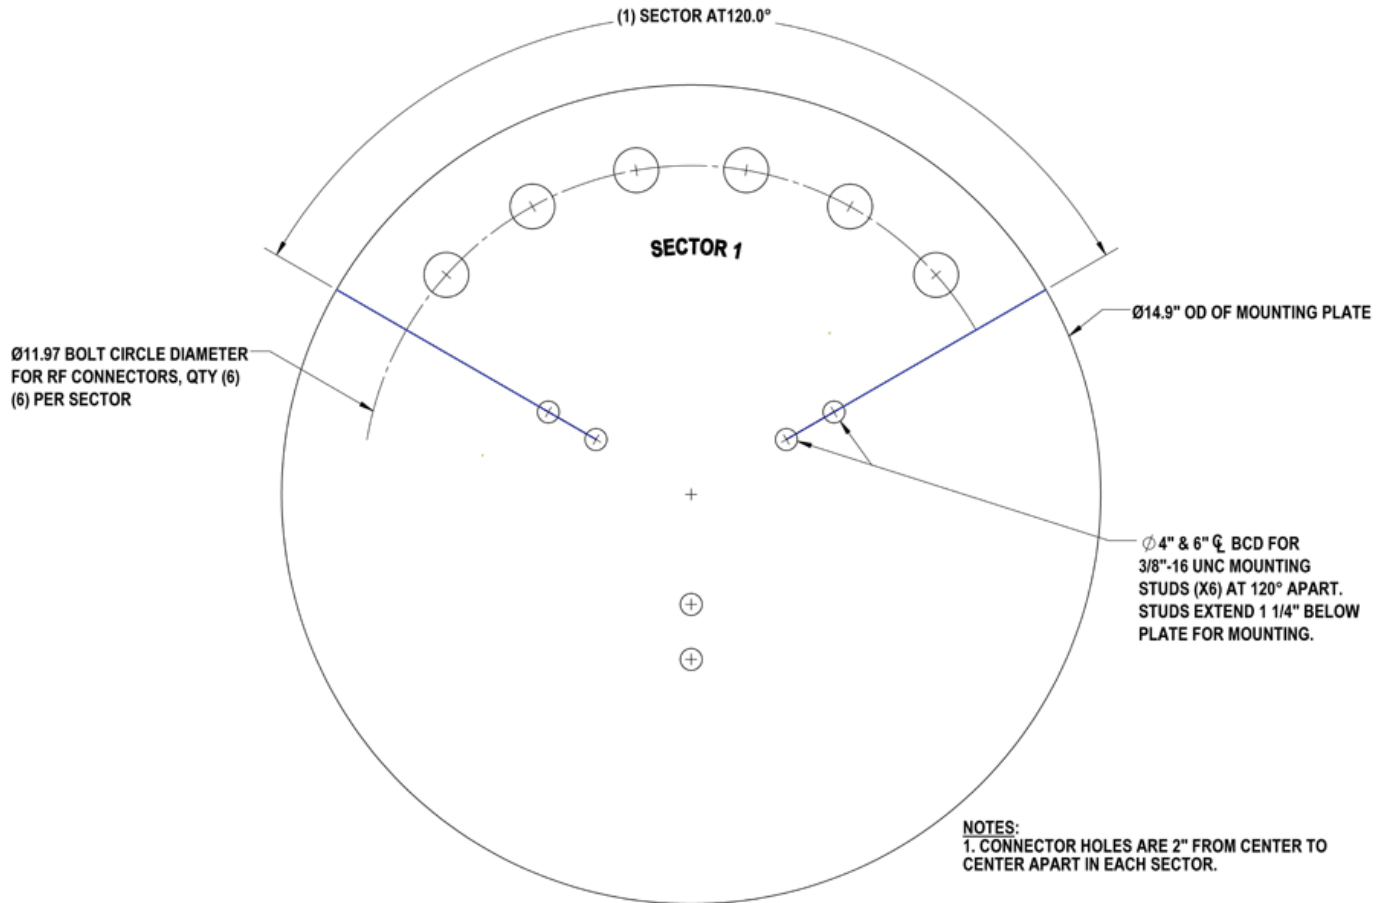 (1) SECTOR AT120.0°
SECTOR 1
Ø14.9" OD OF MOUNTING PLATE
Ø11.97 BOLT CIRCLE DIAMETER
FOR RF CONNECTORS, QTY (6)
(6) PER SECTOR
∅4" & 6" ℄ BCD FOR
3/8"-16 UNC MOUNTING
STUDS (X6) AT 120° APART.
STUDS EXTEND 1 1/4" BELOW
PLATE FOR MOUNTING.
NOTES:
1. CONNECTOR HOLES ARE 2" FROM CENTER TO
CENTER APART IN EACH SECTOR.